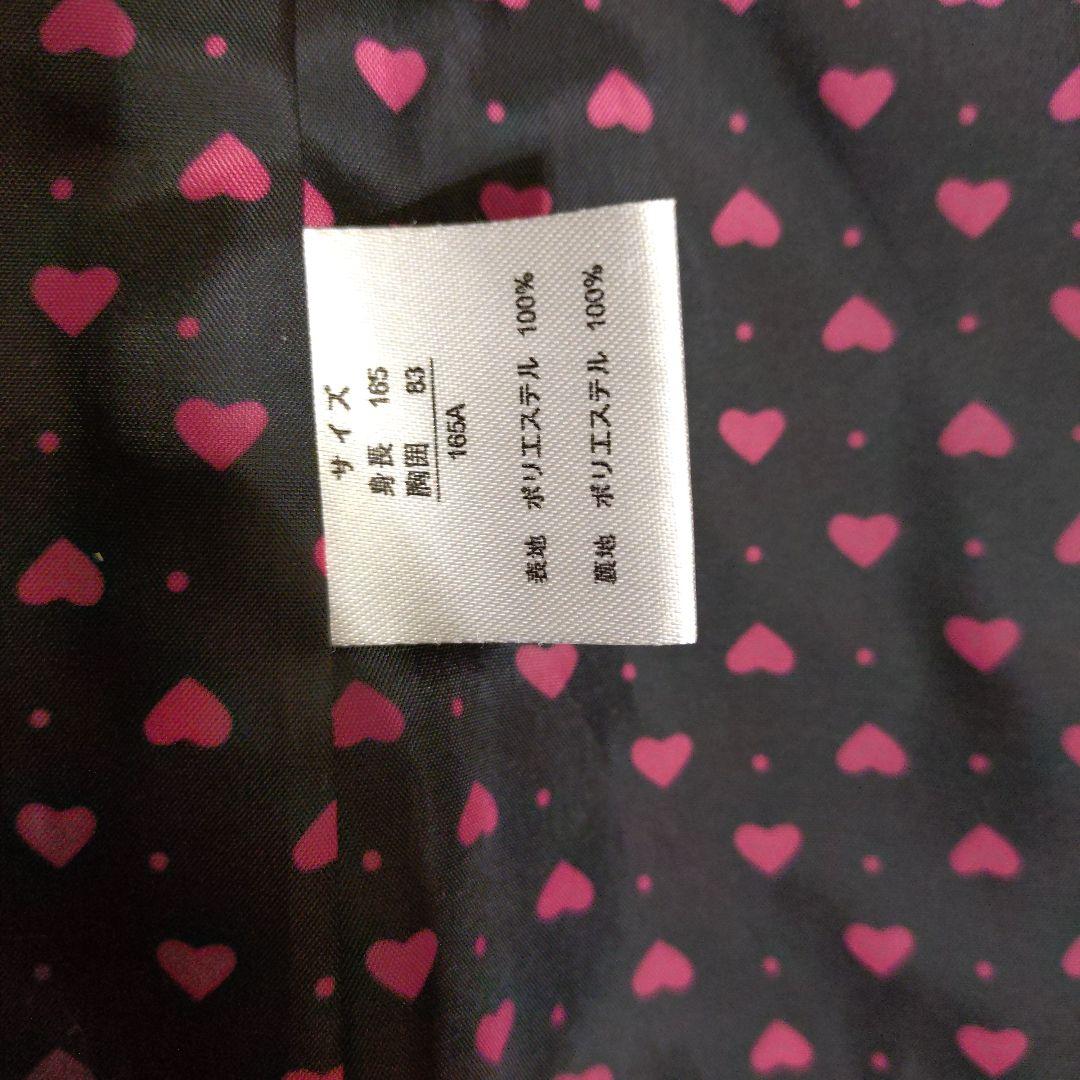 サイズ
身長 165
胸囲 83
165A
表地 ポリエステル 100%
裏地 ポリエステル 100%